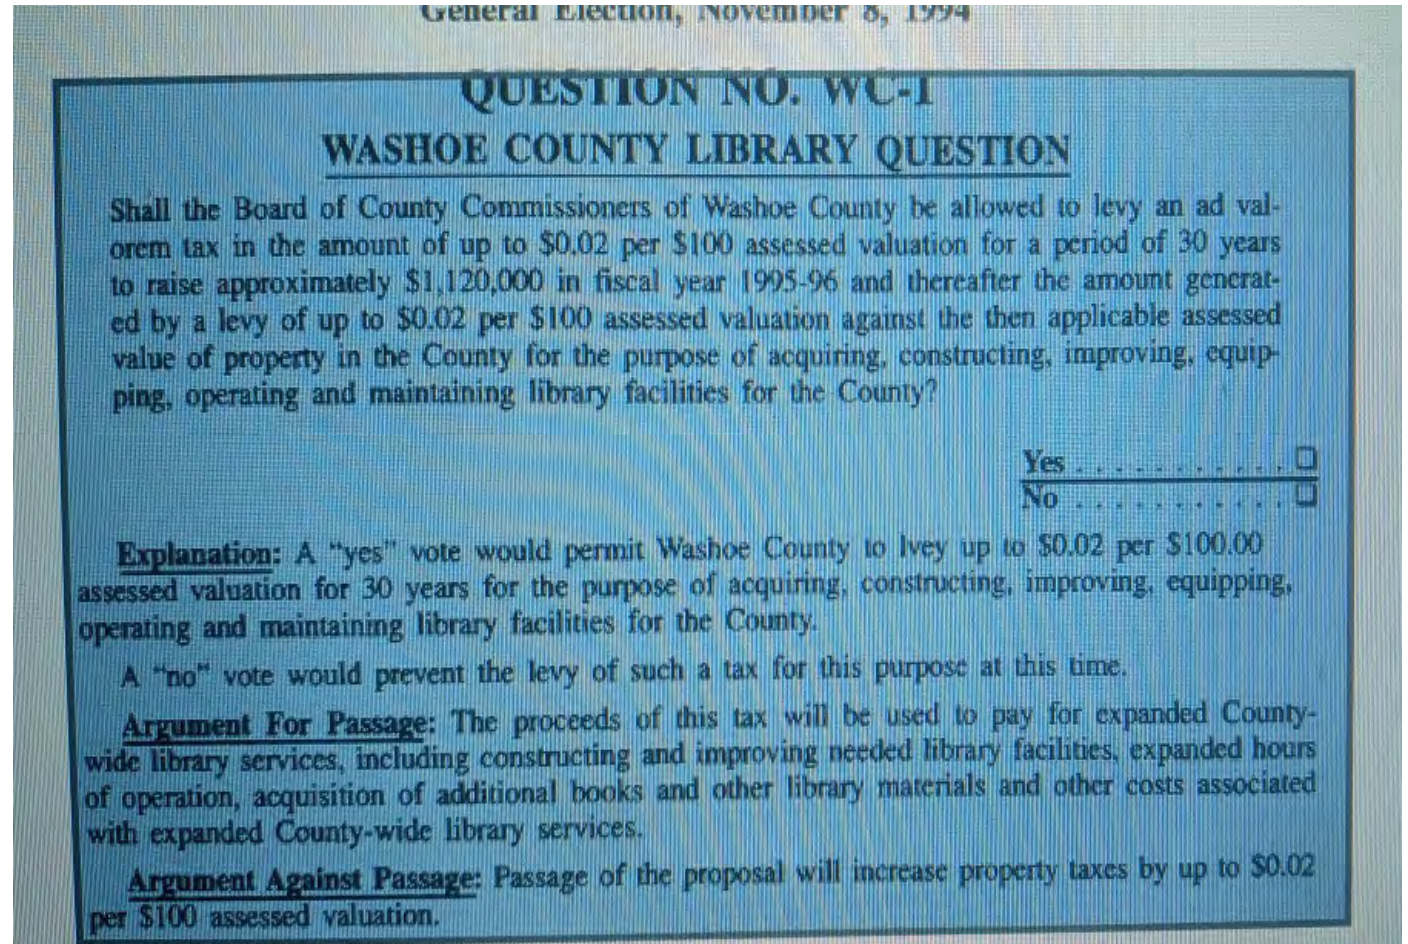 General Election, November 8, 1994
QUESTION NO. WC-1
WASHOE COUNTY LIBRARY QUESTION
Shall the Board of County Commissioners of Washoe County be allowed to levy an ad val-
orem tax in the amount of up to $0.02 per $100 assessed valuation for a period of 30 years
to raise approximately $1,120,000 in fiscal year 1995-96 and thereafter the amount generat-
ed by a levy of up to $0.02 per $100 assessed valuation against the then applicable assessed
value of property in the County for the purpose of acquiring, constructing, improving, equip-
ping, operating and maintaining library facilities for the County?
Yes . . . . . . . . . . . ❏
No . . . . . . . . . . . ❏
Explanation: A "yes" vote would permit Washoe County to lvey up to $0.02 per $100.00
assessed valuation for 30 years for the purpose of acquiring, constructing, improving, equipping,
operating and maintaining library facilities for the County.
A "no" vote would prevent the levy of such a tax for this purpose at this time.
Argument For Passage: The proceeds of this tax will be used to pay for expanded County-
wide library services, including constructing and improving needed library facilities, expanded hours
of operation, acquisition of additional books and other library materials and other costs associated
with expanded County-wide library services.
Argument Against Passage: Passage of the proposal will increase property taxes by up to $0.02
per $100 assessed valuation.